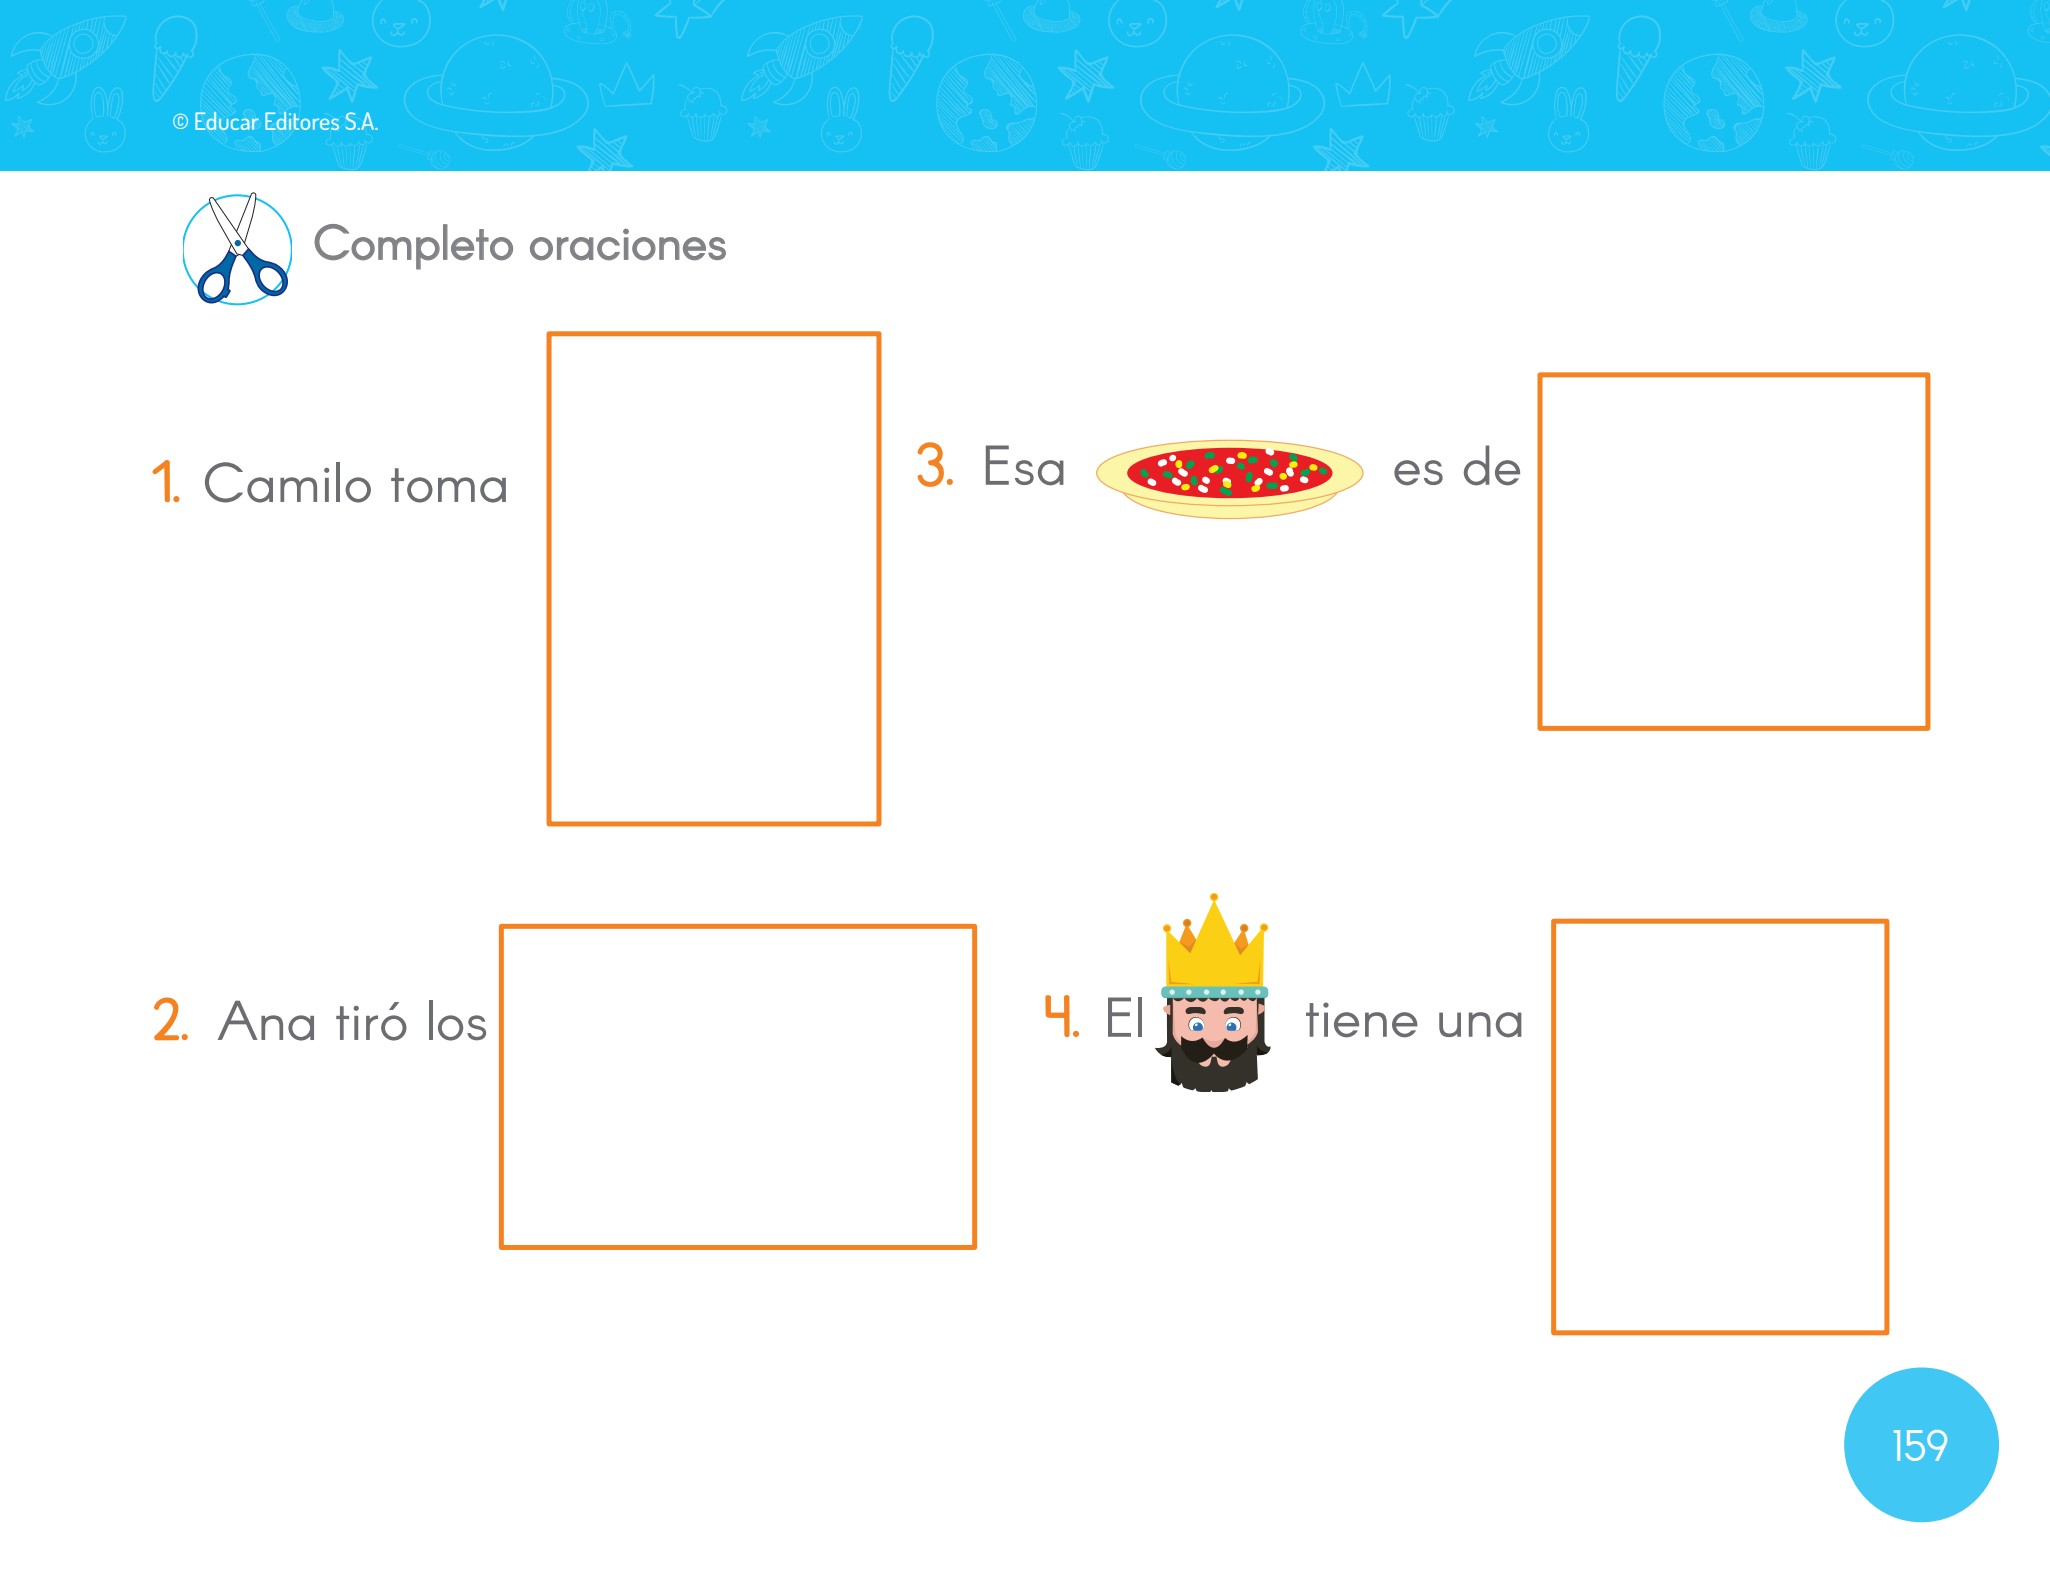 © Educar Editores S.A.
Completo oraciones
1. Camilo toma
3. Esa es de
2. Ana tiró los
4. El tiene una
159